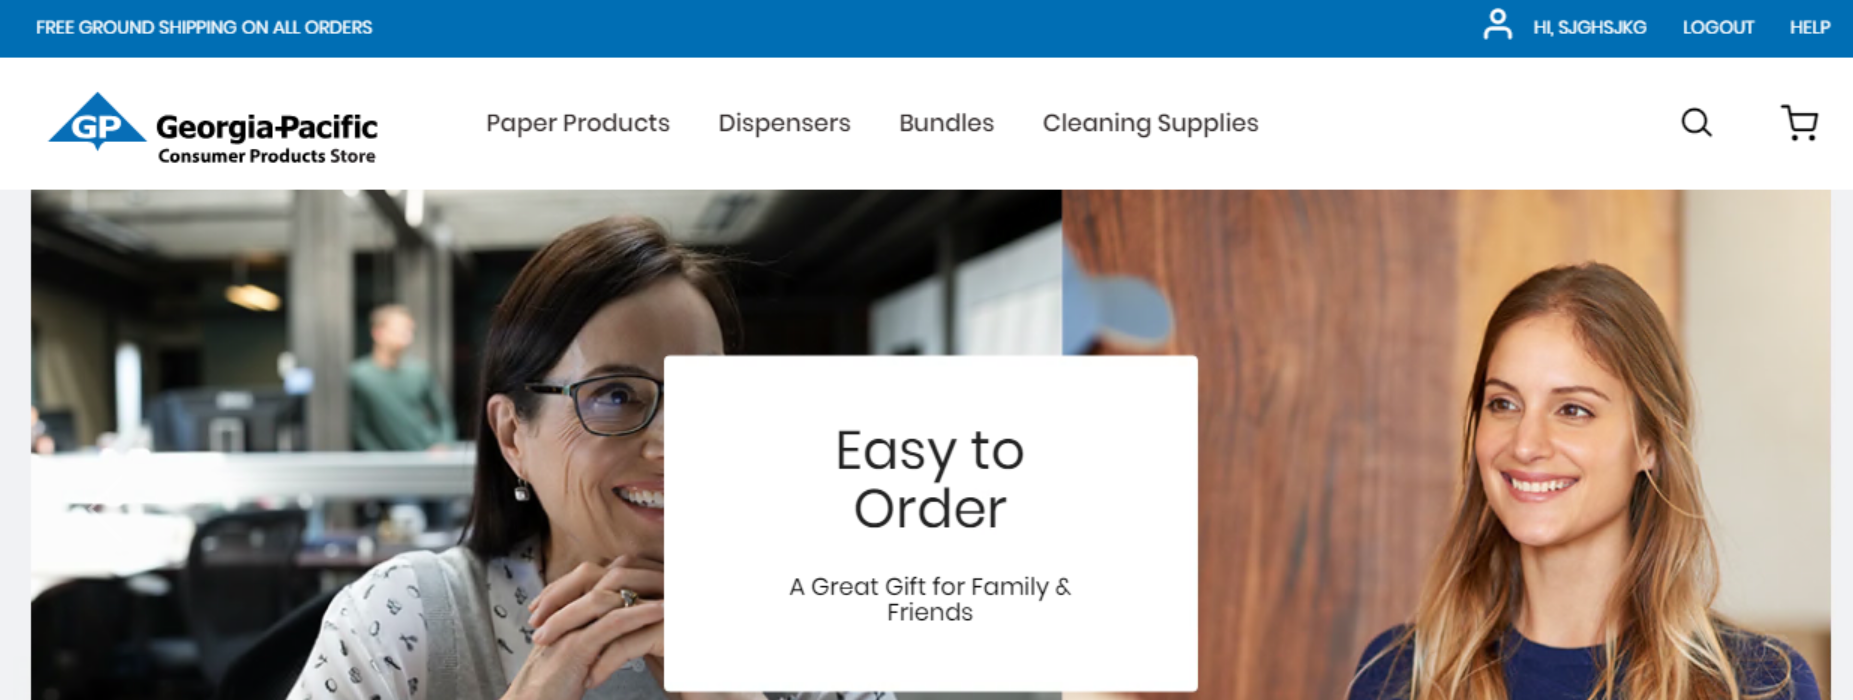 FREE GROUND SHIPPING ON ALL ORDERS
HI, SJGHSJKG
LOGOUT
HELP
GP
Georgia-Pacific
Consumer Products Store
Paper Products
Dispensers
Bundles
Cleaning Supplies
Easy to
Order
A Great Gift for Family &
Friends